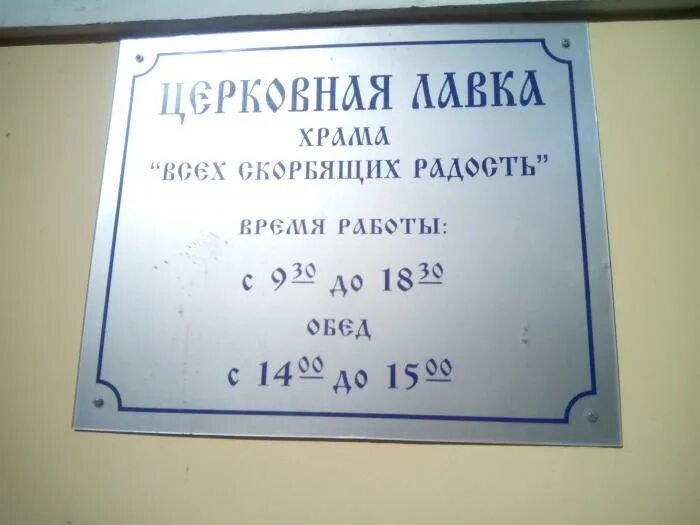 ЦЕРКОВНАЯ ЛАВКА
ХРАМА
"ВСЕХ СКОРБЯЩИХ РАДОСТЬ"
ВРЕМЯ РАБОТЫ:
с 9³⁰ до 18³⁰
ОБЕД
с 14⁰⁰ до 15⁰⁰